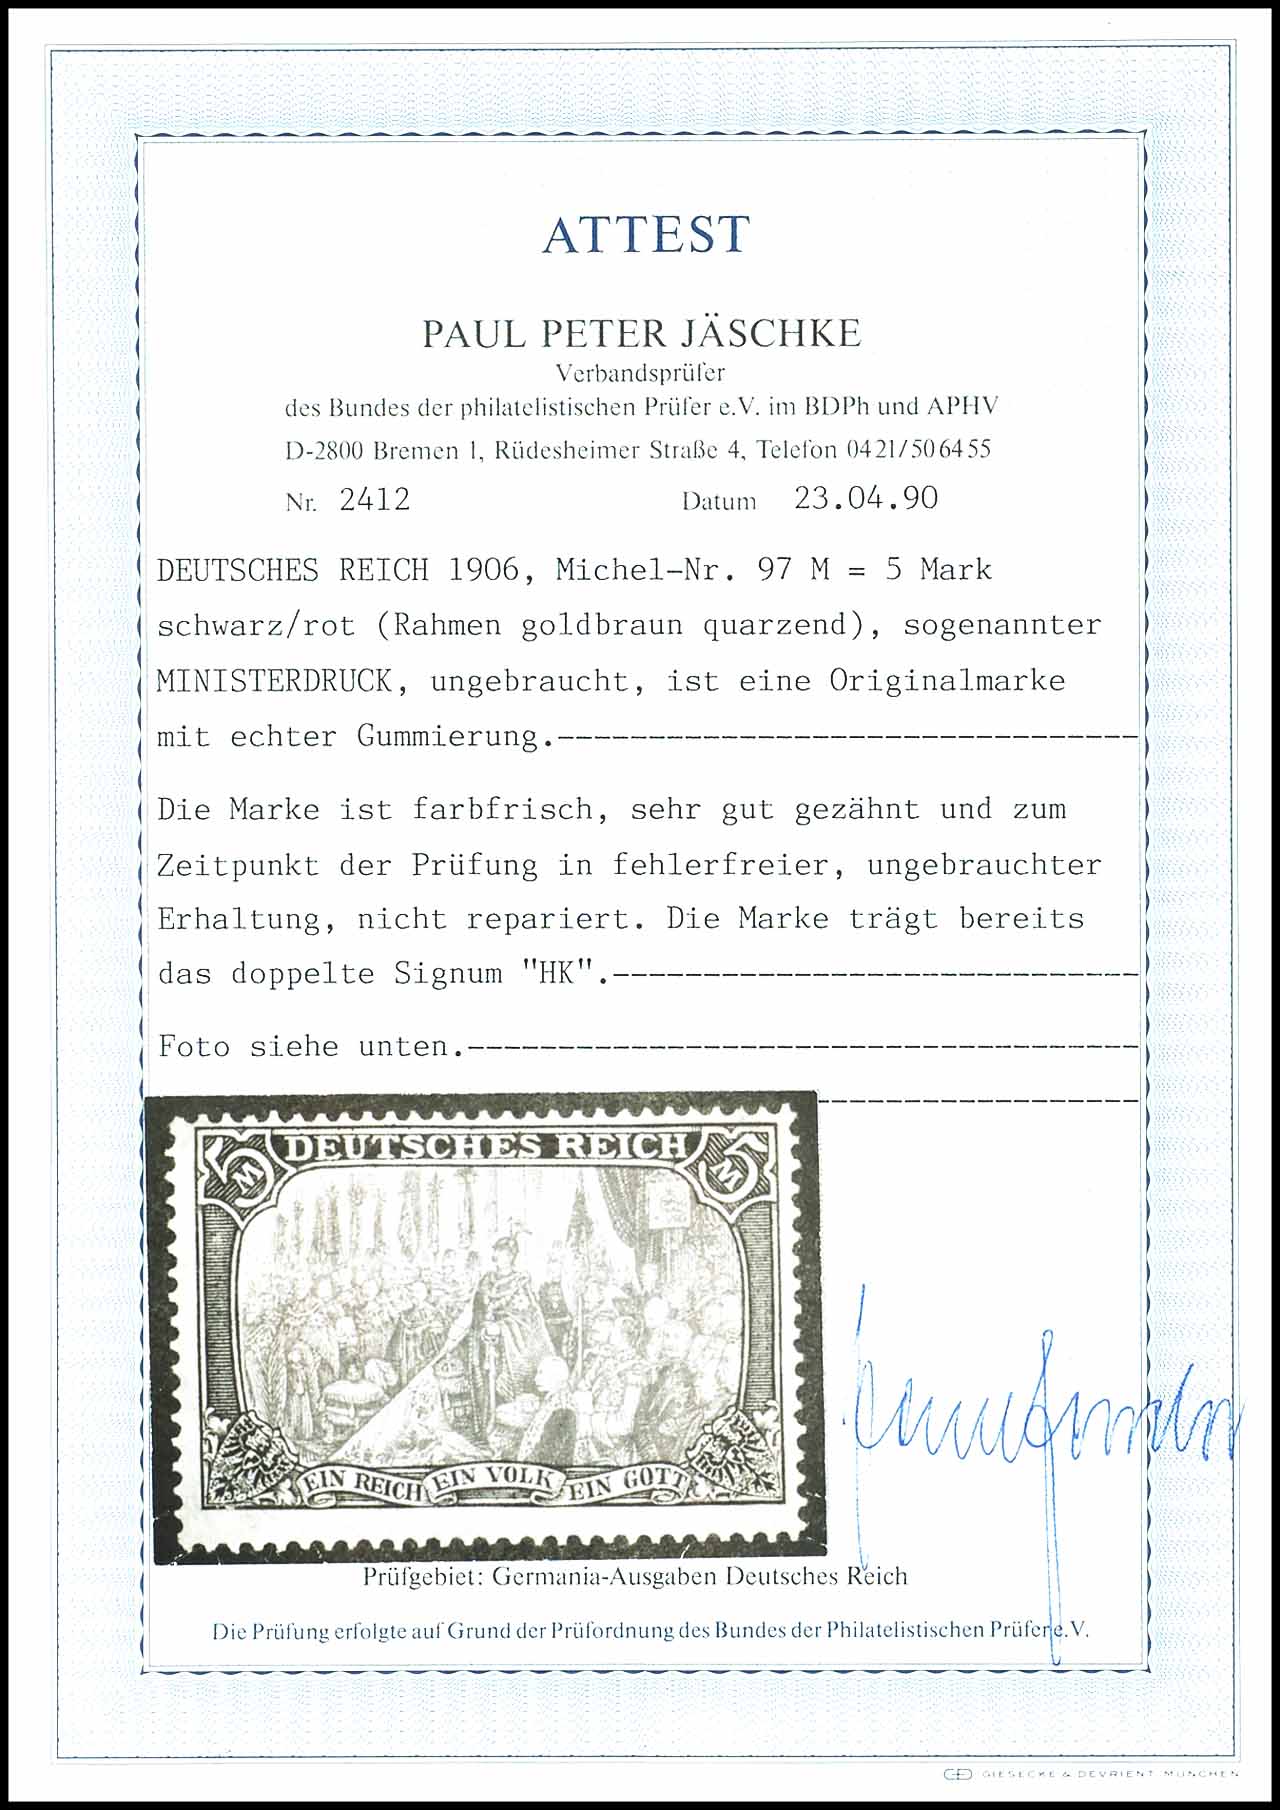 ATTEST
PAUL PETER JÄSCHKE
Verbandsprüfer
des Bundes der philatelistischen Prüfer e.V. im BDPh und APHV
D-2800 Bremen 1, Rüdesheimer Straße 4, Telefon 0421/506455
Nr. 2412 Datum 23.04.90
DEUTSCHES REICH 1906, Michel-Nr. 97 M = 5 Mark
schwarz/rot (Rahmen goldbraun quarzend), sogenannter
MINISTERDRUCK, ungebraucht, ist eine Originalmarke
mit echter Gummierung.--------------------------------
Die Marke ist farbfrisch, sehr gut gezähnt und zum
Zeitpunkt der Prüfung in fehlerfreier, ungebrauchter
Erhaltung, nicht repariert. Die Marke trägt bereits
das doppelte Signum "HK".-----------------------------
Foto siehe unten.-------------------------------------
5 M DEUTSCHES REICH 5 M
EIN REICH EIN VOLK EIN GOTT
Prüfgebiet: Germania-Ausgaben Deutsches Reich
Die Prüfung erfolgte auf Grund der Prüfordnung des Bundes der Philatelistischen Prüfer e.V.
GD GIESECKE & DEVRIENT MÜNCHEN